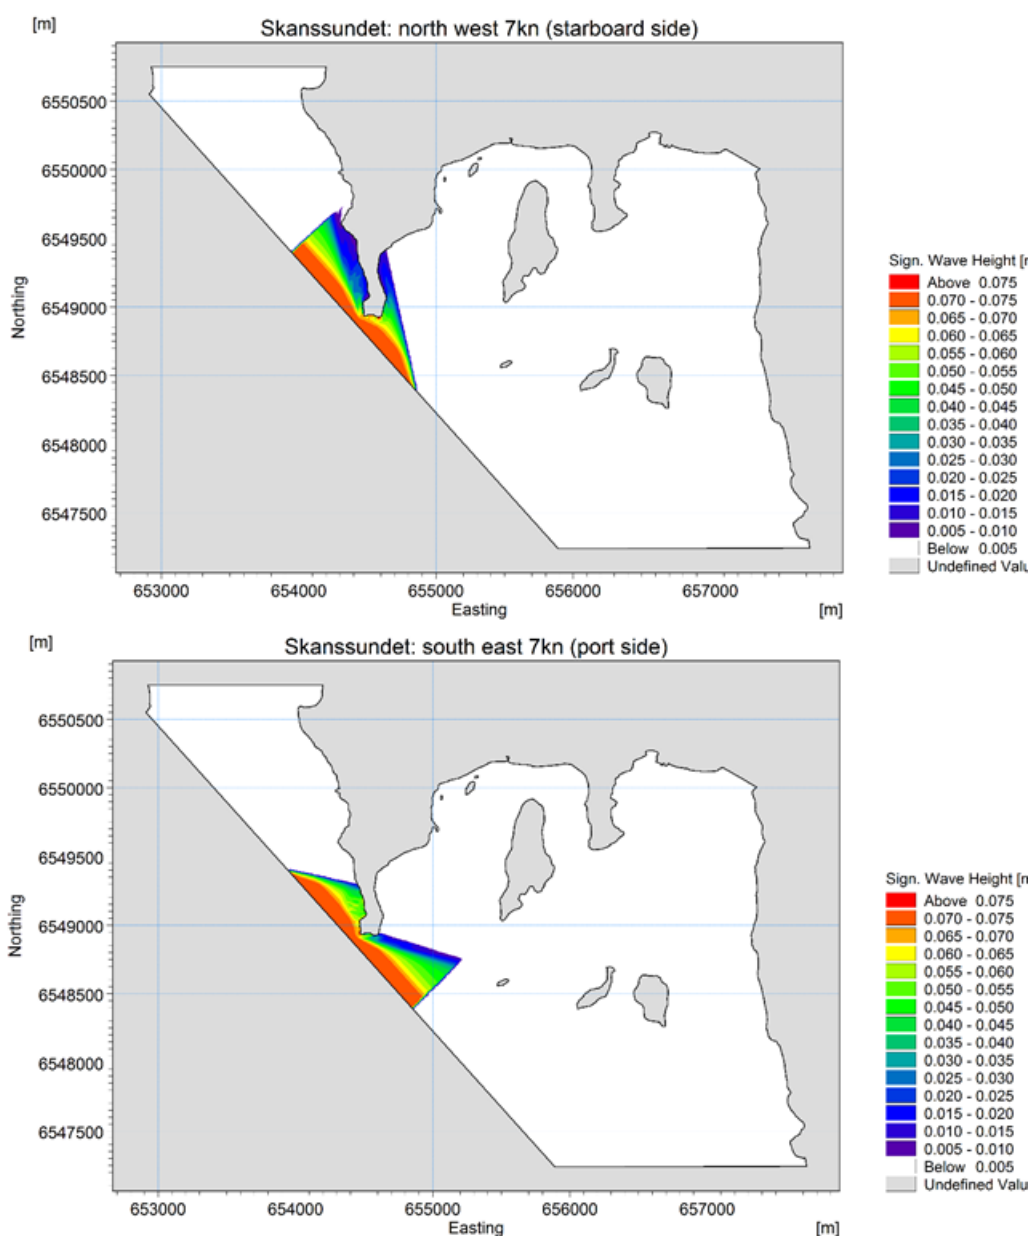 [m]
Skanssundet: north west 7kn (starboard side)
6550500
6550000
6549500
6549000
6548500
6548000
6547500
Northing
653000 654000 655000 656000 657000
Easting
[m]
Sign. Wave Height [m
Above 0.075
0.070 - 0.075
0.065 - 0.070
0.060 - 0.065
0.055 - 0.060
0.050 - 0.055
0.045 - 0.050
0.040 - 0.045
0.035 - 0.040
0.030 - 0.035
0.025 - 0.030
0.020 - 0.025
0.015 - 0.020
0.010 - 0.015
0.005 - 0.010
Below 0.005
Undefined Valu
[m]
Skanssundet: south east 7kn (port side)
6550500
6550000
6549500
6549000
6548500
6548000
6547500
Northing
653000 654000 655000 656000 657000
Easting
[m]
Sign. Wave Height [m
Above 0.075
0.070 - 0.075
0.065 - 0.070
0.060 - 0.065
0.055 - 0.060
0.050 - 0.055
0.045 - 0.050
0.040 - 0.045
0.035 - 0.040
0.030 - 0.035
0.025 - 0.030
0.020 - 0.025
0.015 - 0.020
0.010 - 0.015
0.005 - 0.010
Below 0.005
Undefined Valu